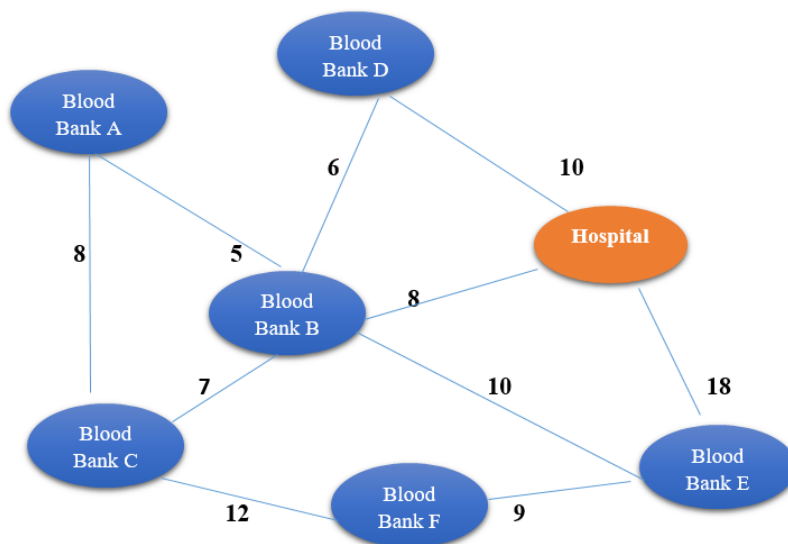 Blood
Bank D
Blood
Bank A
6
10
Hospital
8
5
Blood
Bank B
8
7
10
18
Blood
Bank C
Blood
Bank E
12
Blood
Bank F
9